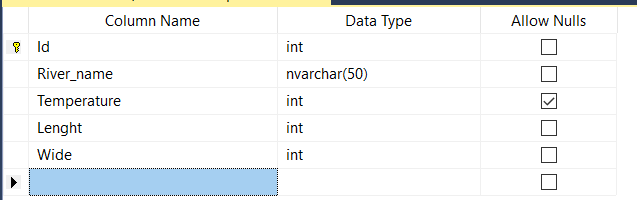 Column Name Data Type Allow Nulls
Id int
River_name nvarchar(50)
Temperature int
Lenght int
Wide int